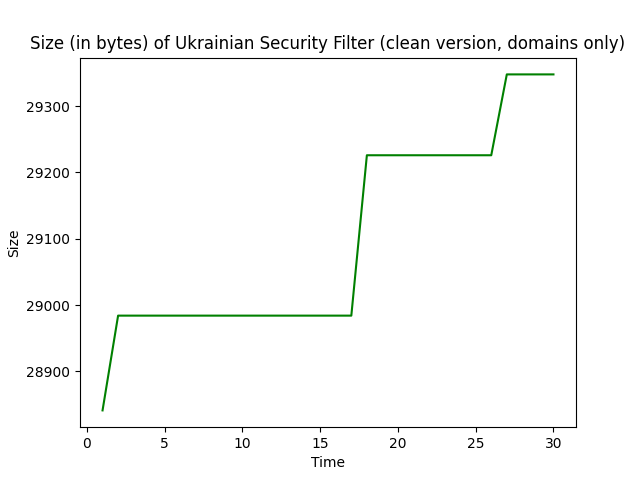 Size (in bytes) of Ukrainian Security Filter (clean version, domains only)
29300
29200
29100
29000
28900
Size
0 5 10 15 20 25 30
Time